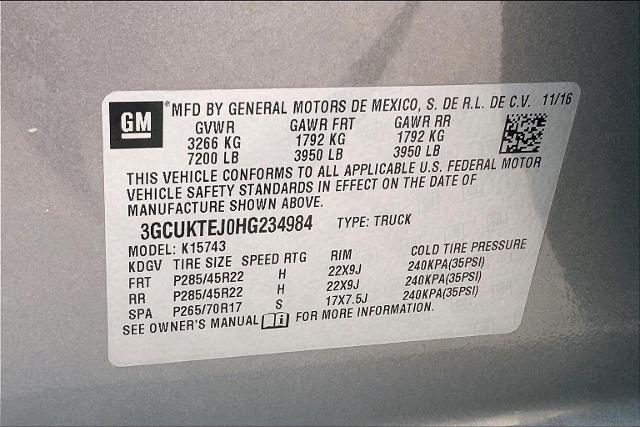 GM ® MFD BY GENERAL MOTORS DE MEXICO, S. DE R.L. DE C.V. 11/16
GVWR GAWR FRT GAWR RR
3266 KG 1792 KG 1792 KG
7200 LB 3950 LB 3950 LB
THIS VEHICLE CONFORMS TO ALL APPLICABLE U.S. FEDERAL MOTOR
VEHICLE SAFETY STANDARDS IN EFFECT ON THE DATE OF
MANUFACTURE SHOWN ABOVE.
3GCUKTEJ0HG234984 TYPE: TRUCK
MODEL: K15743
KDGV TIRE SIZE SPEED RTG RIM COLD TIRE PRESSURE
FRT P285/45R22 H 22X9J 240KPA(35PSI)
RR P285/45R22 H 22X9J 240KPA(35PSI)
SPA P265/70R17 S 17X7.5J 240KPA(35PSI)
SEE OWNER'S MANUAL FOR MORE INFORMATION.